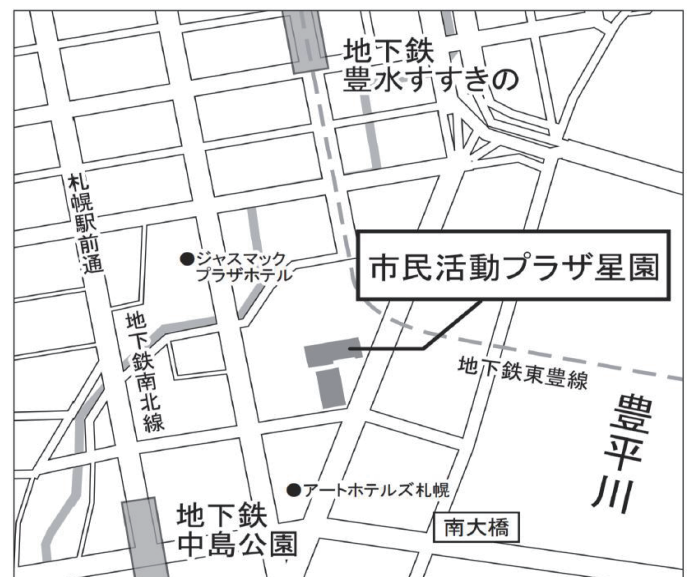 地下鉄
豊水すすきの
札幌駅前通
●ジャスマック
プラザホテル
市民活動プラザ星園
地下鉄南北線
地下鉄東豊線
豊平川
●アートホテルズ札幌
地下鉄
中島公園
南大橋